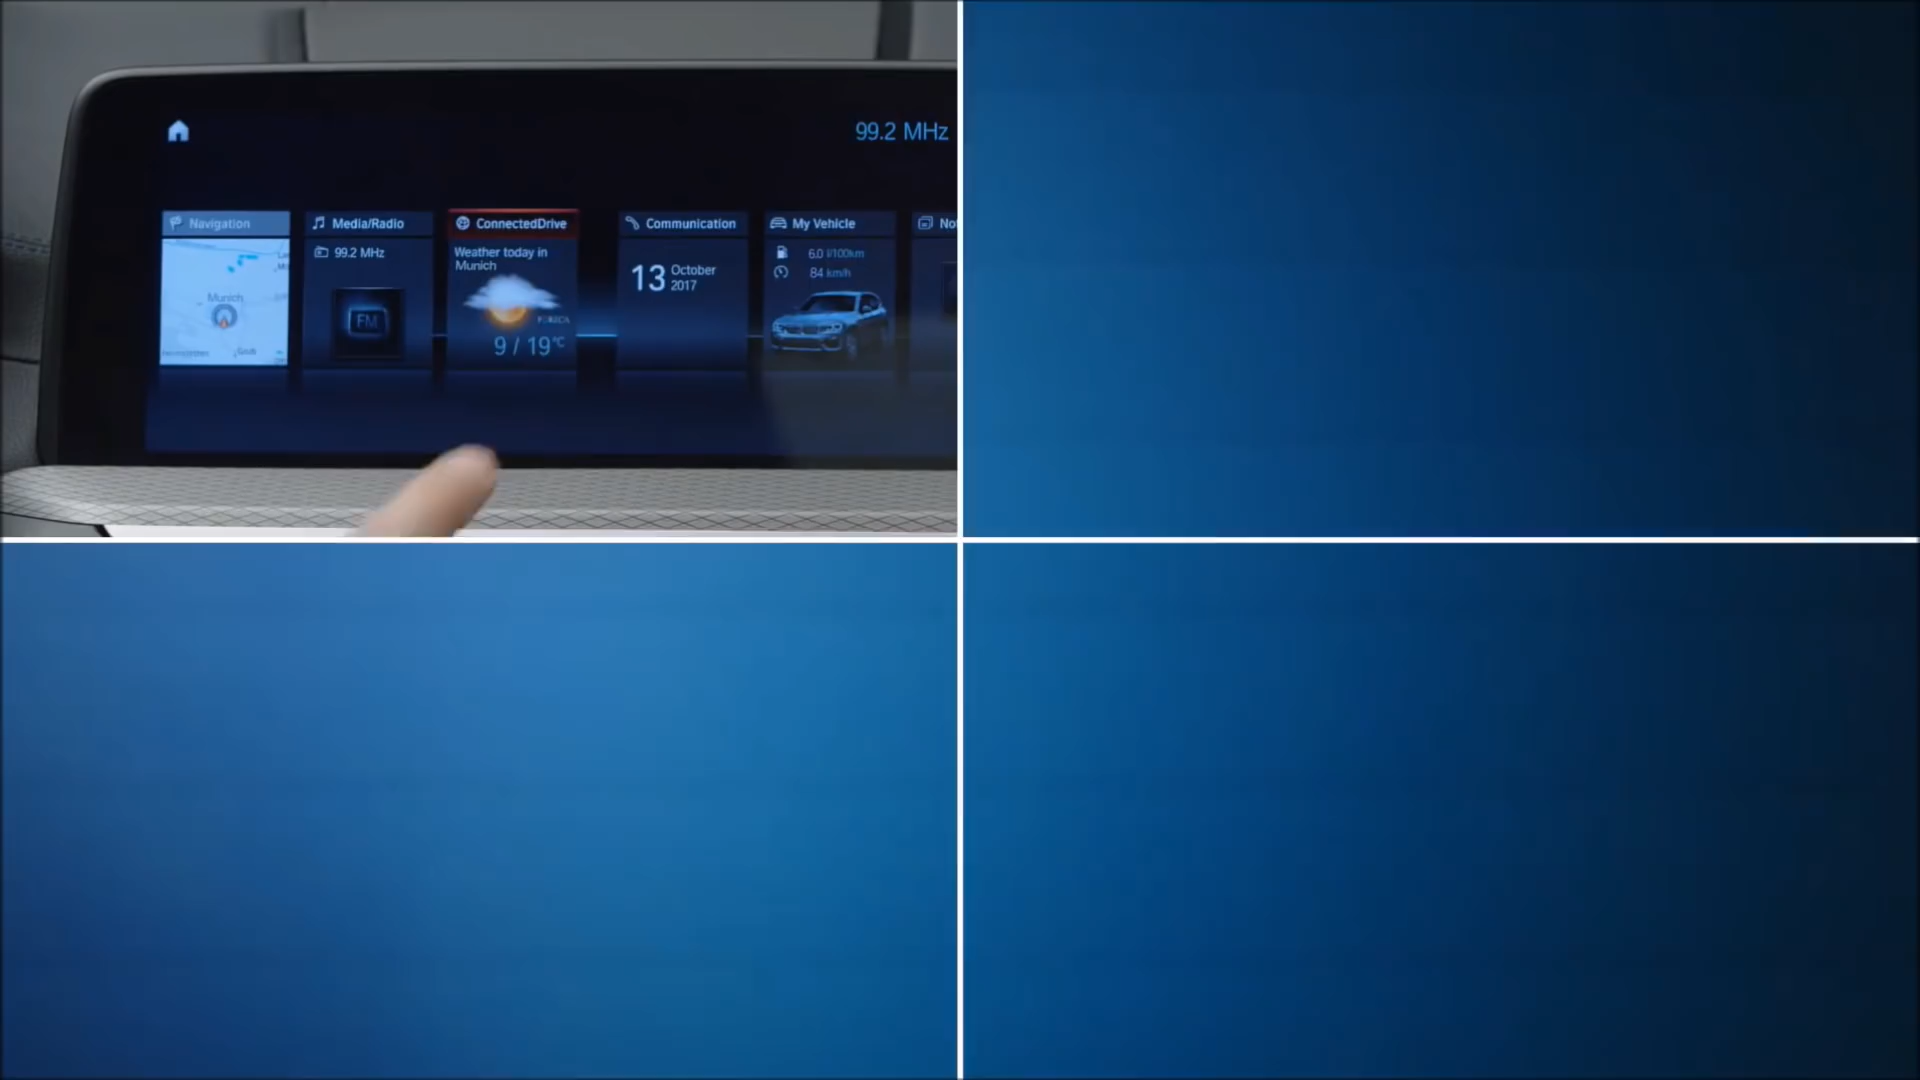 99.2 MHz
Navigation
Media/Radio
ConnectedDrive
Communication
My Vehicle
99.2 MHz
Weather today in
Munich
13 October
2017
6.0 l/100km
84 km/h
Munich
FM
9 / 19°C